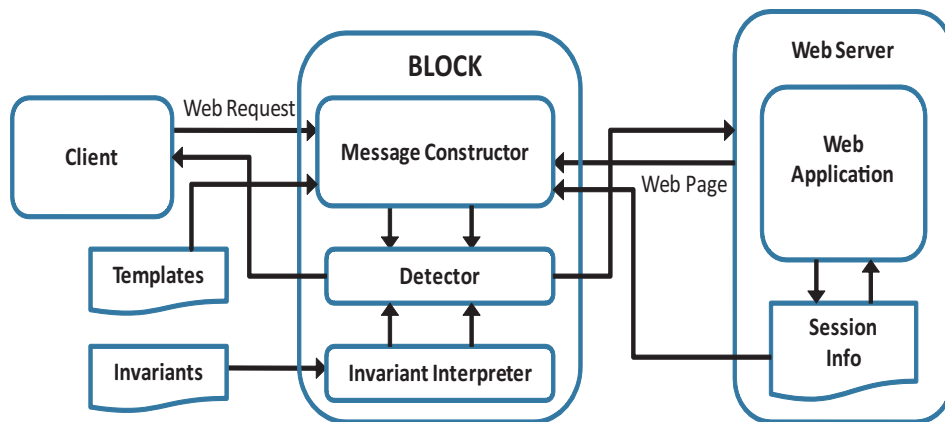 BLOCK
Web Server
Web Request
Client
Message Constructor
Web
Application
Web Page
Templates
Detector
Session
Info
Invariants
Invariant Interpreter